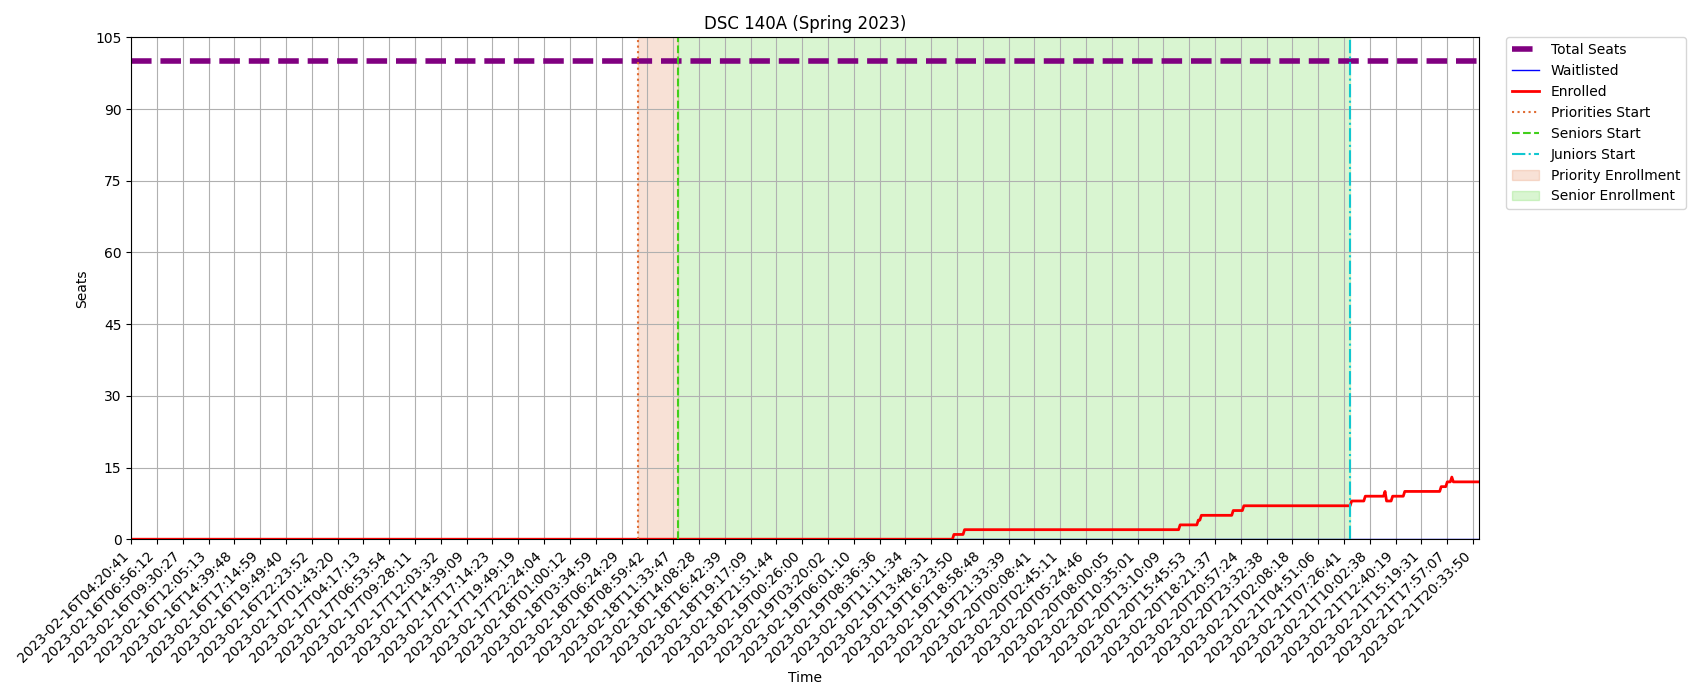 DSC 140A (Spring 2023)
105
90
75
60
45
30
15
0
Seats
2023-02-16T04:20:41
2023-02-16T06:56:12
2023-02-16T09:30:27
2023-02-16T12:05:13
2023-02-16T14:39:48
2023-02-16T17:14:59
2023-02-16T19:49:40
2023-02-16T22:23:52
2023-02-17T01:43:20
2023-02-17T04:17:13
2023-02-17T06:53:54
2023-02-17T09:28:11
2023-02-17T12:03:32
2023-02-17T14:39:09
2023-02-17T17:14:23
2023-02-17T19:49:19
2023-02-17T22:24:04
2023-02-18T01:00:12
2023-02-18T03:34:59
2023-02-18T06:24:29
2023-02-18T08:59:42
2023-02-18T11:33:47
2023-02-18T14:08:28
2023-02-18T16:42:39
2023-02-18T19:17:09
2023-02-18T21:51:44
2023-02-19T00:26:00
2023-02-19T03:20:02
2023-02-19T06:01:10
2023-02-19T08:36:36
2023-02-19T11:11:34
2023-02-19T13:48:31
2023-02-19T16:23:50
2023-02-19T18:58:48
2023-02-19T21:33:39
2023-02-20T00:08:41
2023-02-20T02:45:11
2023-02-20T05:24:46
2023-02-20T08:00:05
2023-02-20T10:35:01
2023-02-20T13:10:09
2023-02-20T15:45:53
2023-02-20T18:21:37
2023-02-20T20:57:24
2023-02-20T23:32:38
2023-02-21T02:08:18
2023-02-21T04:51:06
2023-02-21T07:26:41
2023-02-21T10:02:38
2023-02-21T12:40:19
2023-02-21T15:19:31
2023-02-21T17:57:07
2023-02-21T20:33:50
Time
Total Seats
Waitlisted
Enrolled
Priorities Start
Seniors Start
Juniors Start
Priority Enrollment
Senior Enrollment